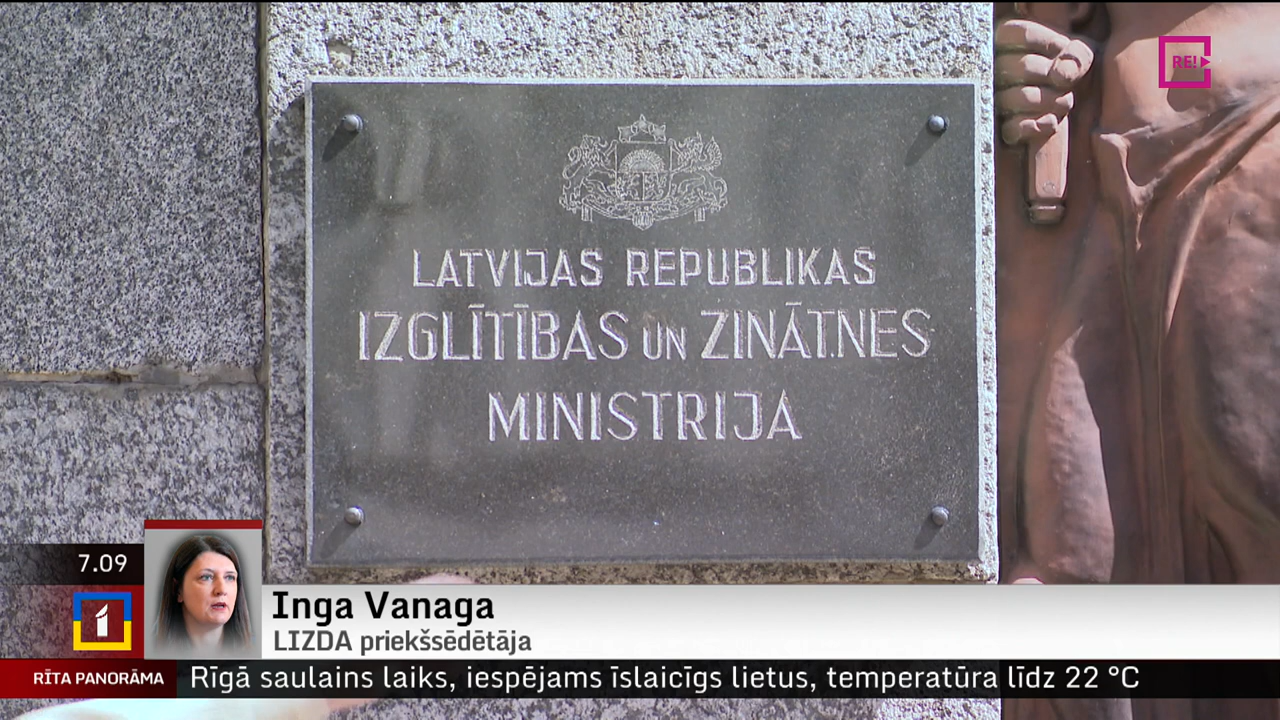 RE!
LATVIJAS REPUBLIKAS
IZGLĪTĪBAS UN ZINĀTNES
MINISTRIJA
7.09
1
Inga Vanaga
LIZDA priekšsēdētāja
RĪTA PANORĀMA
Rīgā saulains laiks, iespējams īslaicīgs lietus, temperatūra līdz 22 °C